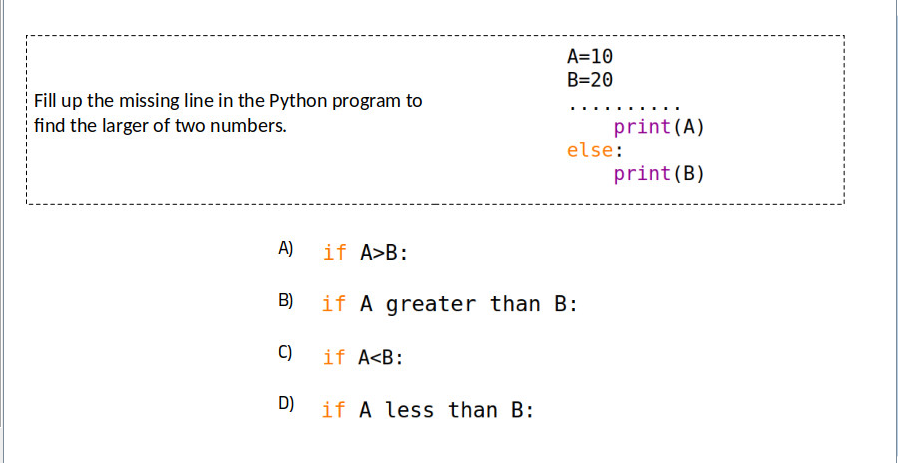 Fill up the missing line in the Python program to
find the larger of two numbers.
A=10
B=20
..........
    print(A)
else:
    print(B)
A) if A>B:
B) if A greater than B:
C) if A<B:
D) if A less than B: